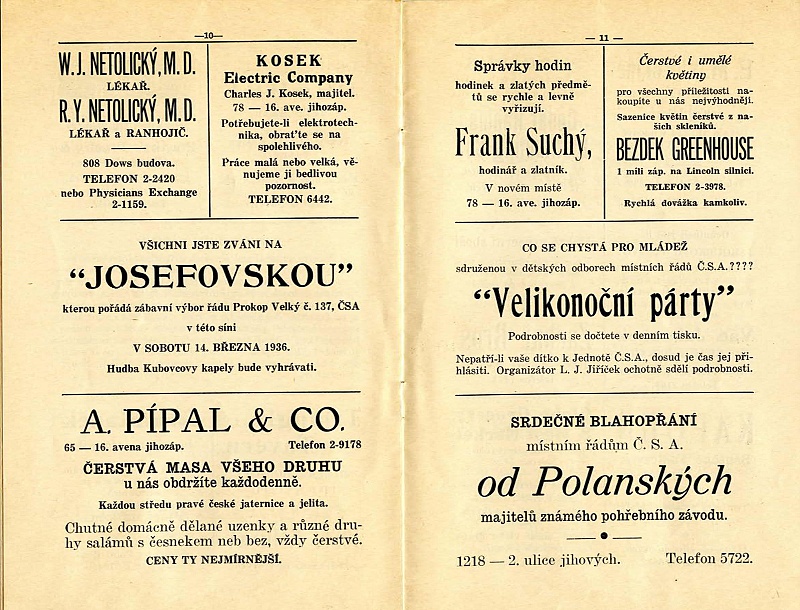 —10—
W. J. NETOLICKÝ, M. D.
LÉKAŘ.
R. Y. NETOLICKÝ, M. D.
LÉKAŘ a RANHOJIČ.
808 Dows budova.
TELEFON 2-2420
nebo Physicians Exchange
2-1159.
KOSEK
Electric Company
Charles J. Kosek, majitel.
78 — 16. ave. jihozáp.
Potřebujete-li elektrotech-
nika, obrat'te se na
spolehlivého.
Práce malá nebo velká, vě-
nujeme ji bedlivou
pozornost.
TELEFON 6442.
VŠICHNI JSTE ZVÁNI NA
“JOSEFOVSKOU”
kterou pořádá zábavní výbor řádu Prokop Velký č. 137, ČSA
v této síni
V SOBOTU 14. BŘEZNA 1936.
Hudba Kubovcovy kapely bude vyhrávati.
A. PÍPAL & CO.
65 — 16. avena jihozáp. Telefon 2-9178
ČERSTVÁ MASA VŠEHO DRUHU
u nás obdržíte každodenně.
Každou středu pravé české jaternice a jelita.
Chutné domácně dělané uzenky a různé dru-
hy salámů s česnekem neb bez, vždy čerstvé.
CENY TY NEJMÍRNĚJŠÍ.
— 11 —
Správky hodin
hodinek a zlatých předmě-
tů se rychle a levně
vyřizují.
Frank Suchý,
hodinář a zlatník.
V novém místě
78 — 16. ave. jihozáp.
Čerstvé i umělé
květiny
pro všechny příležitosti na-
koupíte u nás nejvýhodněji.
Sazenice květin čerstvé z na-
šich skleníků.
BEZDEK GREENHOUSE
1 míli záp. na Lincoln silnici.
TELEFON 2-3978.
Rychlá dovážka kamkoliv.
CO SE CHYSTÁ PRO MLÁDEŽ
sdruženou v dětských odborech místních řádů Č.S.A.????
“Velikonoční párty”
Podrobnosti se dočtete v denním tisku.
Nepatří-li vaše dítko k Jednotě Č.S.A., dosud je čas jej při-
hlásiti. Organizátor L. J. Jiříček ochotně sdělí podrobnosti.
SRDEČNÉ BLAHOPŘÁNÍ
místním řádům Č. S. A.
od Polanských
majitelů známého pohřebního závodu.
1218 — 2. ulice jihových. Telefon 5722.